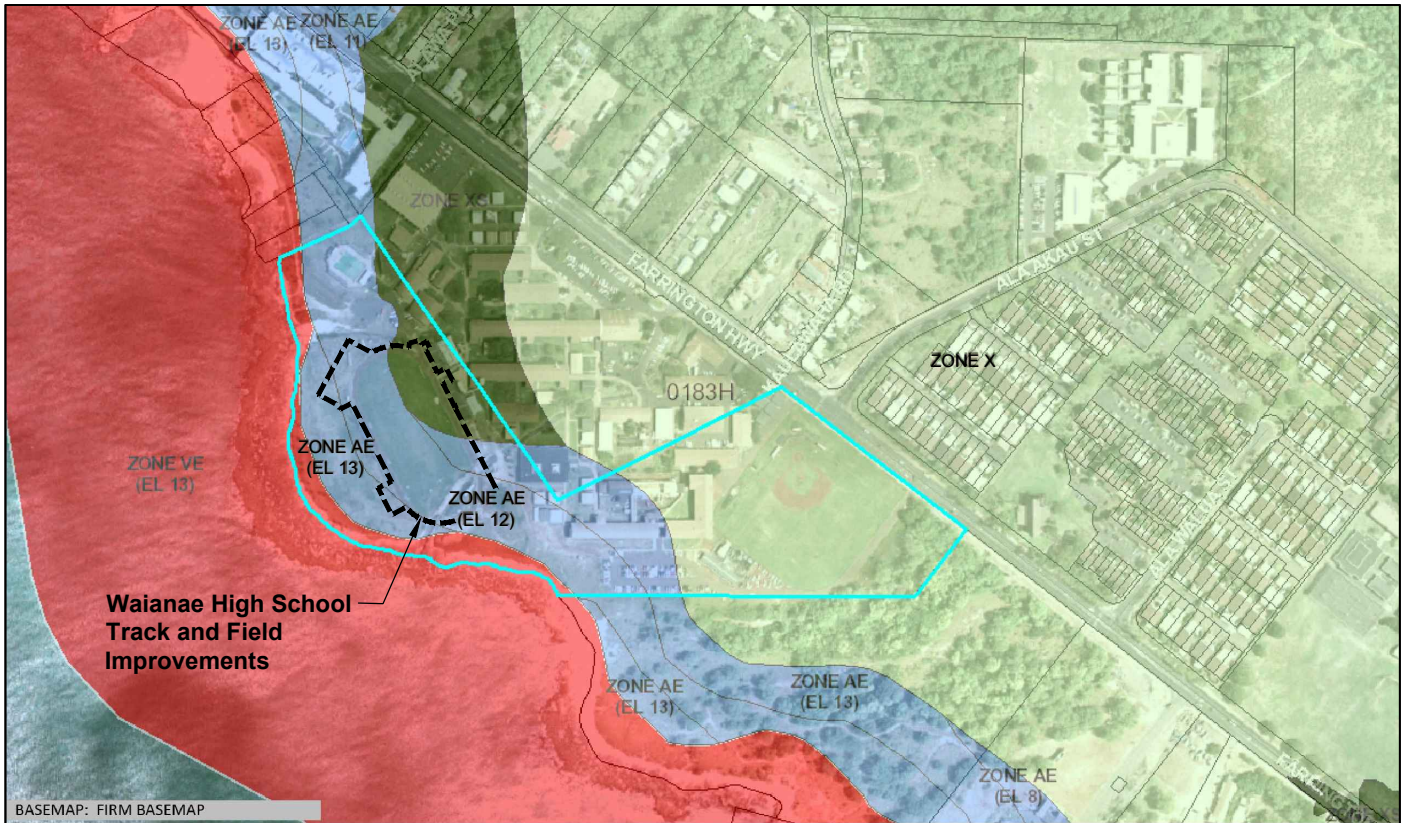 ZONE AE
(EL 13)
ZONE AE
(EL 11)
ZONE XS
FARRINGTON HWY
ALA AKAU ST
ZONE X
0183H
ZONE AE
(EL 13)
ZONE VE
(EL 13)
ZONE AE
(EL 12)
Waianae High School
Track and Field
Improvements
ZONE AE
(EL 13)
ZONE AE
(EL 13)
ZONE AE
(EL 8)
ZONE XS
BASEMAP: FIRM BASEMAP